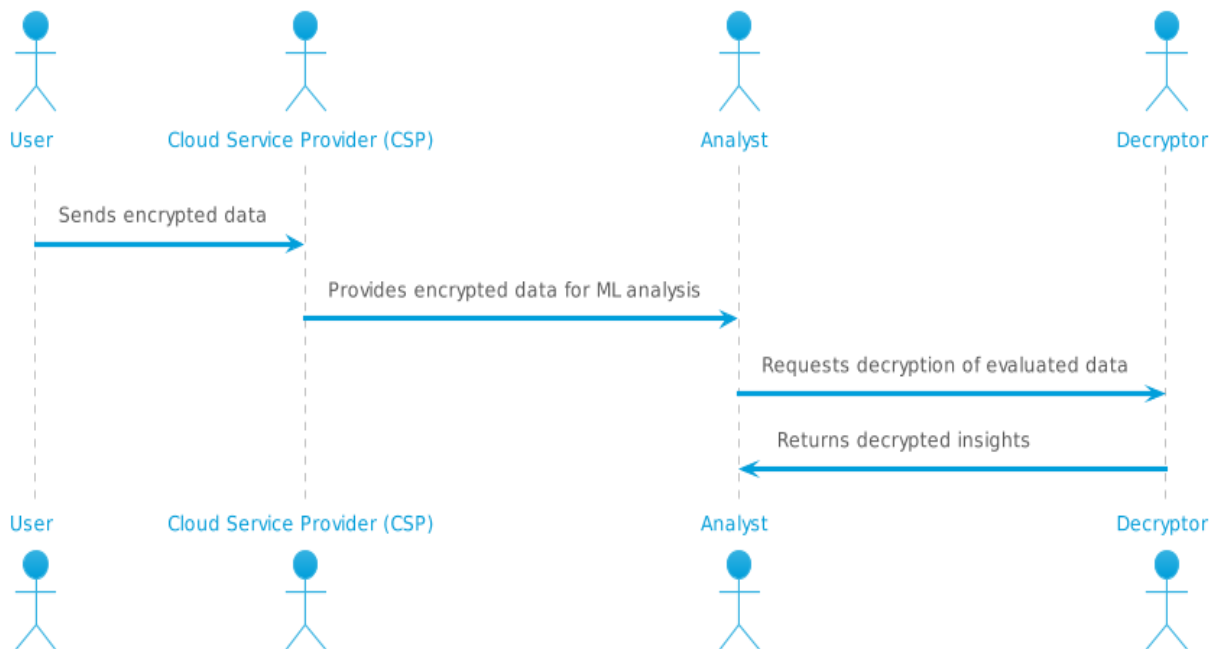 User
Cloud Service Provider (CSP)
Analyst
Decryptor
Sends encrypted data
Provides encrypted data for ML analysis
Requests decryption of evaluated data
Returns decrypted insights
User
Cloud Service Provider (CSP)
Analyst
Decryptor